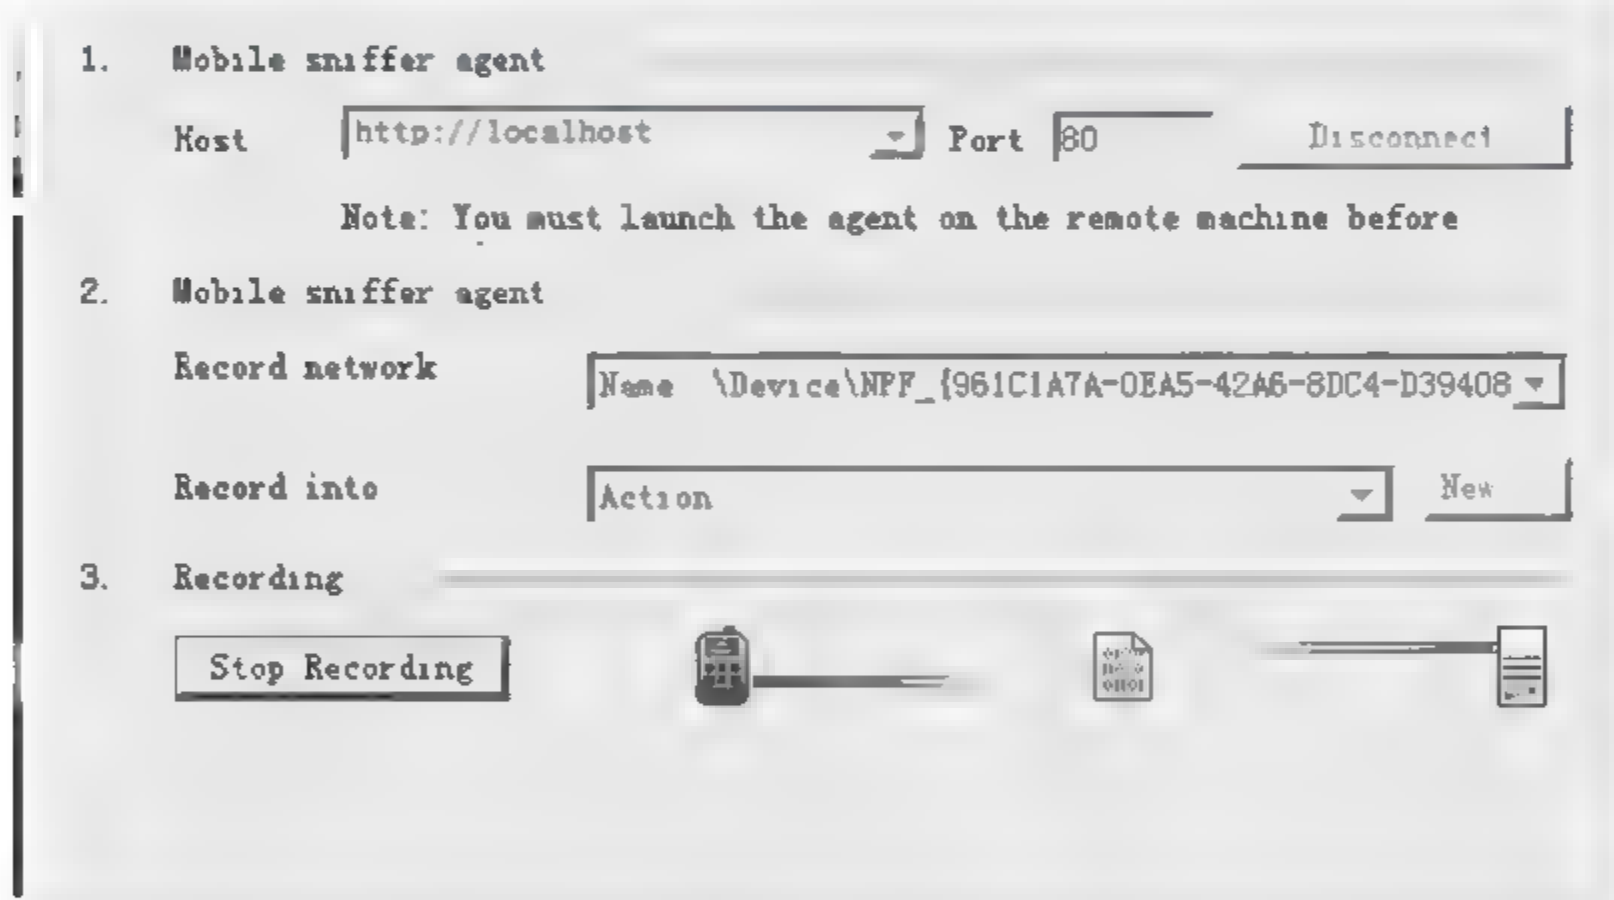 1. Mobile sniffer agent
Host http://localhost Port 80 Disconnect
Note: You must launch the agent on the remote machine before
2. Mobile sniffer agent
Record network Name \Device\NPF_{961C1A7A-0EA5-42A6-8DC4-D39408
Record into Action New
3. Recording
Stop Recording